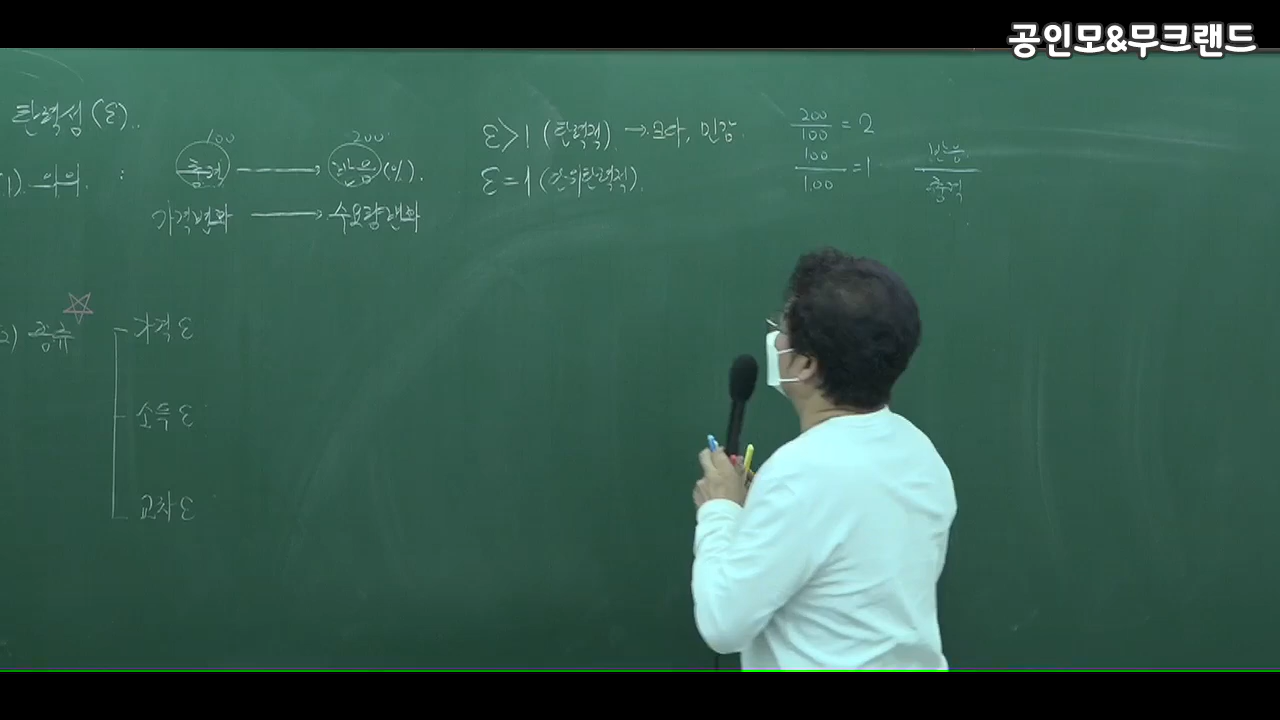 공인모&무크랜드
탄력성(ε)..
1). 의의. :
100 200
충격 → 반응(%).
가격변화 → 수요량변화
ε>1 (탄력적) → 크다, 민감.
ε=1 (단위탄력적).
200/100 = 2
100/100 = 1
반응/충격
2) 종류
가격 ε
소득 ε
교차 ε